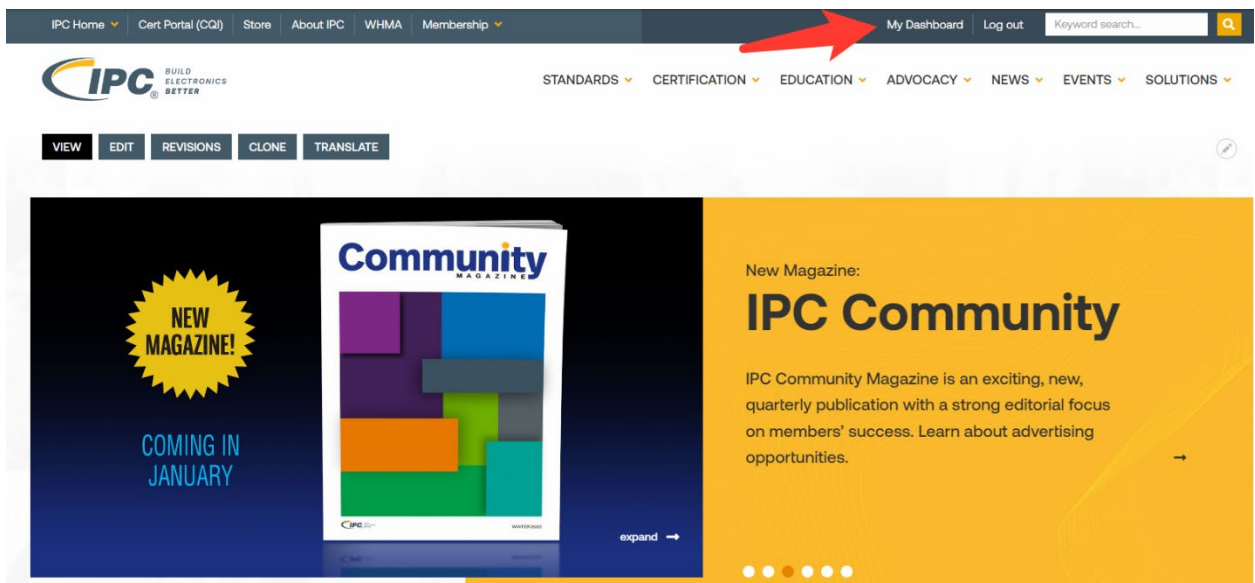 IPC Home Cert Portal (CQI) Store About IPC WHMA Membership My Dashboard Log out Keyword search...
IPC® BUILD
ELECTRONICS
BETTER
STANDARDS CERTIFICATION EDUCATION ADVOCACY NEWS EVENTS SOLUTIONS
VIEW EDIT REVISIONS CLONE TRANSLATE
NEW
MAGAZINE!
COMING IN
JANUARY
Community
MAGAZINE
IPC
expand →
New Magazine:
IPC Community
IPC Community Magazine is an exciting, new,
quarterly publication with a strong editorial focus
on members' success. Learn about advertising
opportunities. →